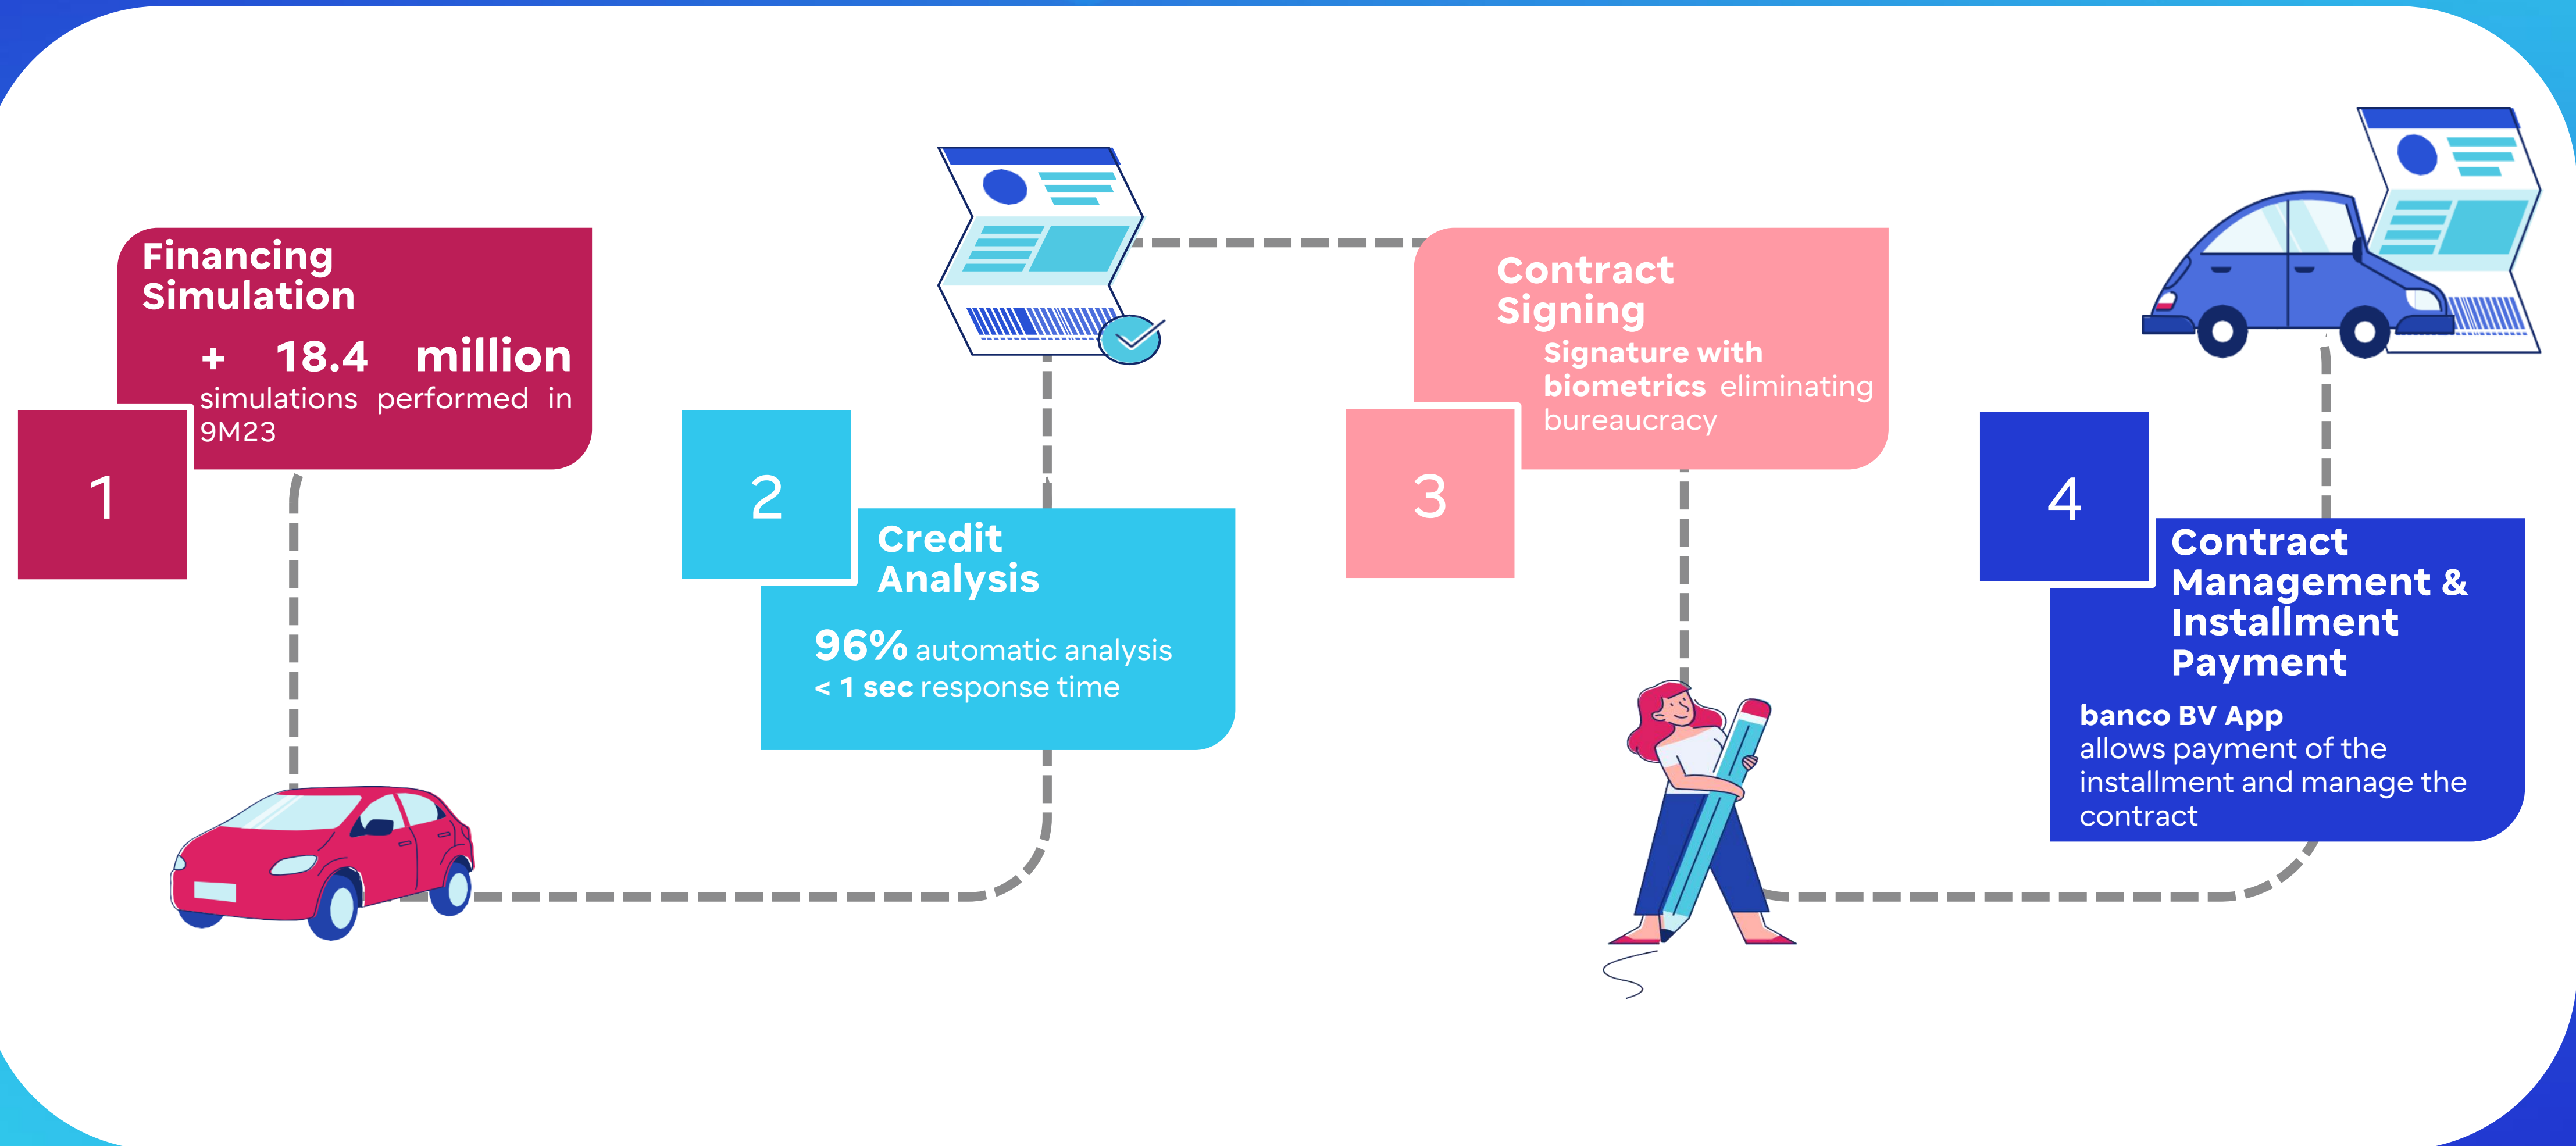 Financing
Simulation
+ 18.4 million
simulations performed in
9M23
1
2
Credit
Analysis
96% automatic analysis
< 1 sec response time
Contract
Signing
Signature with
biometrics eliminating
bureaucracy
3
4
Contract
Management &
Installment
Payment
banco BV App
allows payment of the
installment and manage the
contract